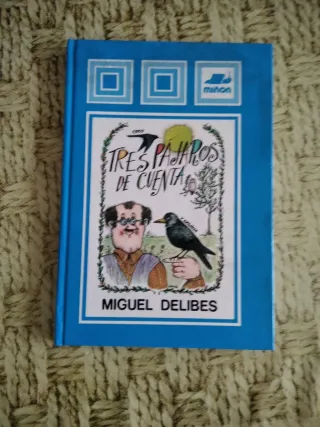 miñon
TRES PAJAROS
DE CUENTA
MIGUEL DELIBES